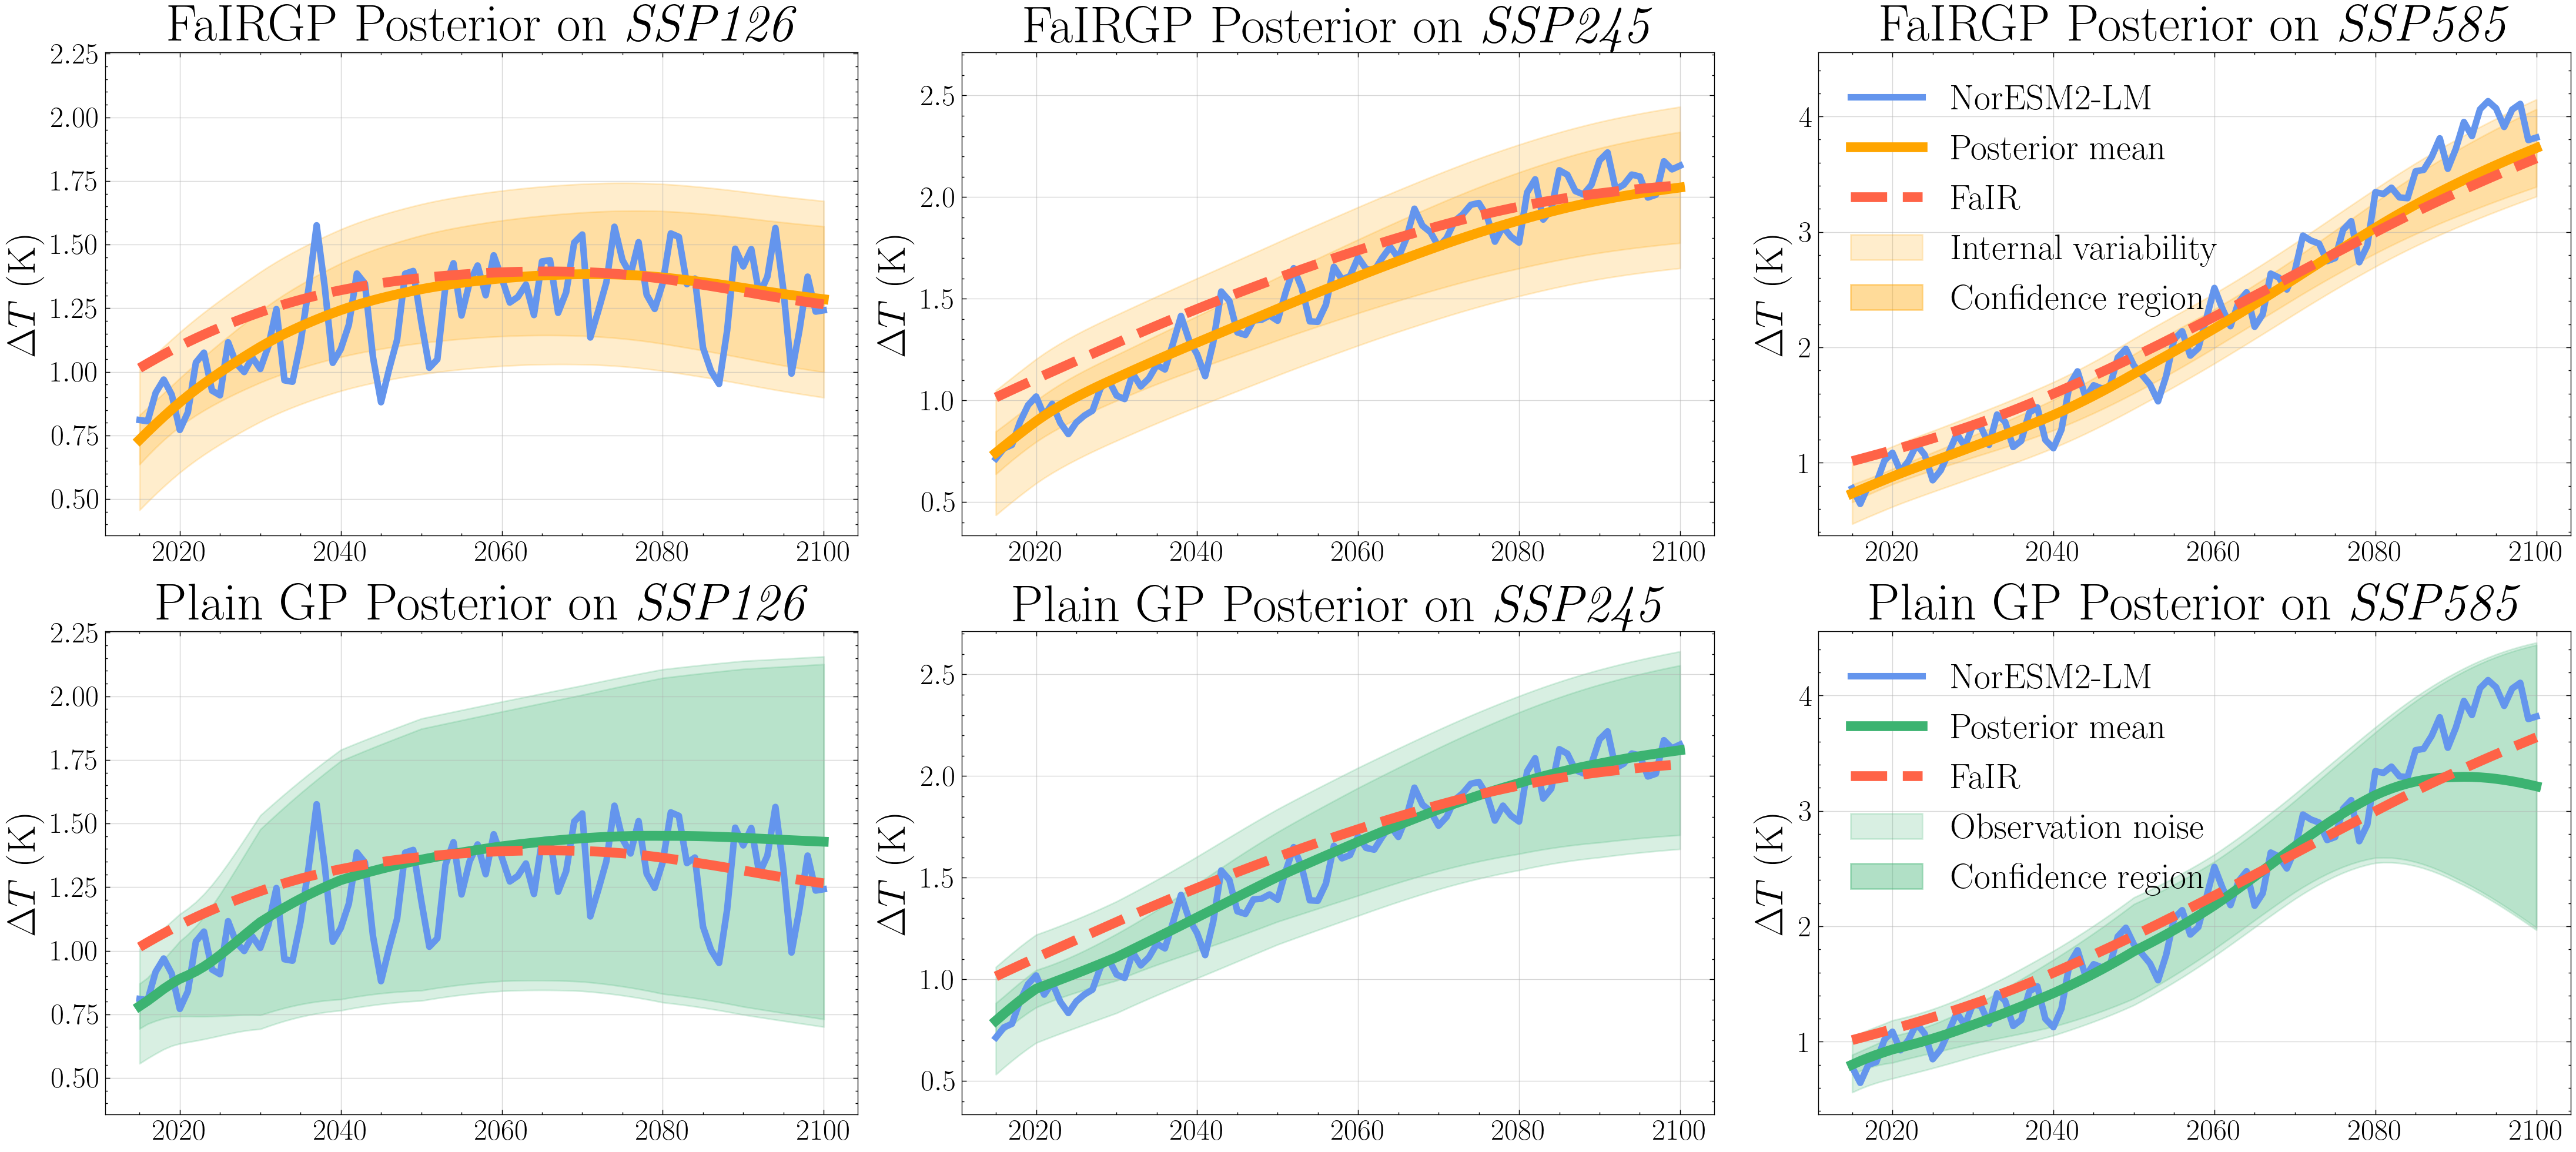 FaIRGP Posterior on SSP126
FaIRGP Posterior on SSP245
FaIRGP Posterior on SSP585
ΔT (K)
2.25
2.00
1.75
1.50
1.25
1.00
0.75
0.50
2020 2040 2060 2080 2100
ΔT (K)
2.5
2.0
1.5
1.0
0.5
2020 2040 2060 2080 2100
ΔT (K)
4
3
2
1
NorESM2-LM
Posterior mean
FaIR
Internal variability
Confidence region
2020 2040 2060 2080 2100
Plain GP Posterior on SSP126
Plain GP Posterior on SSP245
Plain GP Posterior on SSP585
ΔT (K)
2.25
2.00
1.75
1.50
1.25
1.00
0.75
0.50
2020 2040 2060 2080 2100
ΔT (K)
2.5
2.0
1.5
1.0
0.5
2020 2040 2060 2080 2100
ΔT (K)
4
3
2
1
NorESM2-LM
Posterior mean
FaIR
Observation noise
Confidence region
2020 2040 2060 2080 2100